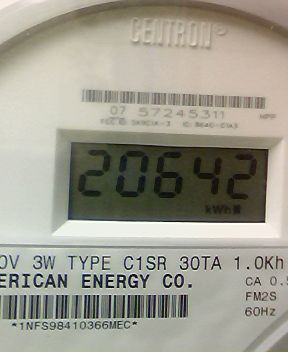 CENTRON®
07 57245311
20642
kWh
0V 3W TYPE C1SR 30TA 1.0Kh
ERICAN ENERGY CO.
CA 0.5
FM2S
60Hz
*1NFS98410366MEC*